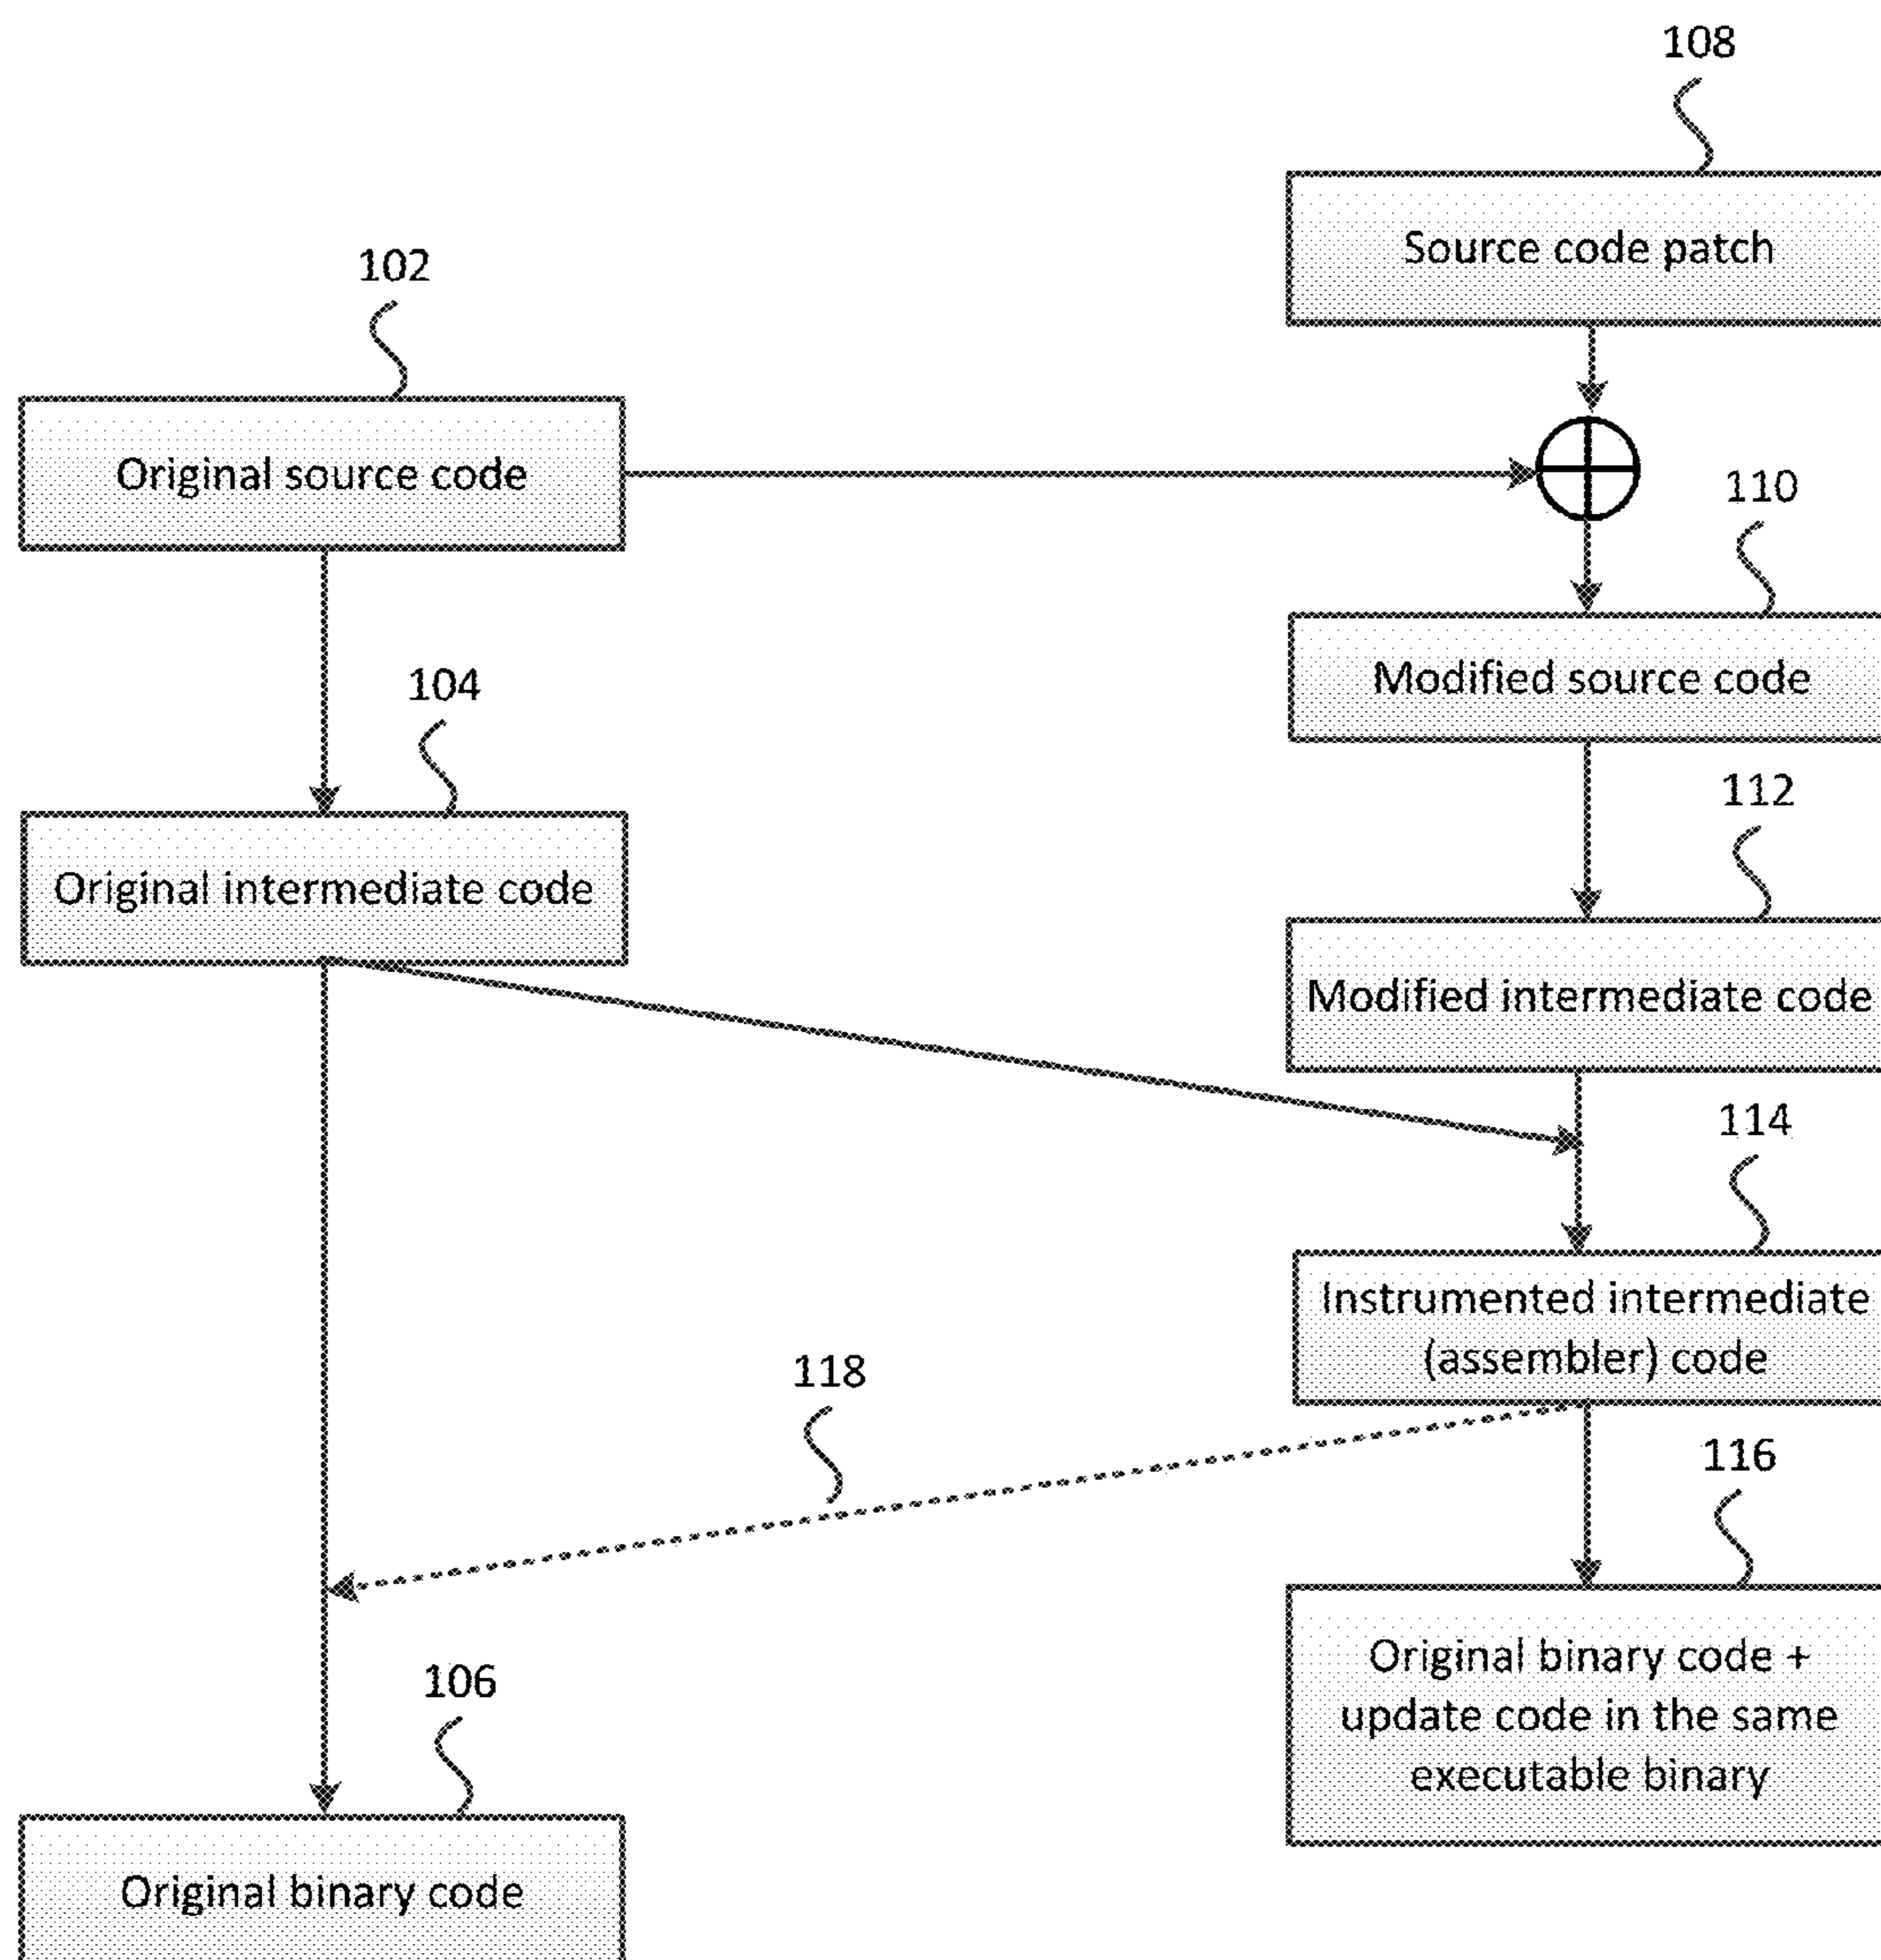 108
Source code patch
102
Original source code
110
Modified source code
104
112
Original intermediate code
Modified intermediate code
114
Instrumented intermediate
(assembler) code
118
116
Original binary code +
update code in the same
executable binary
106
Original binary code